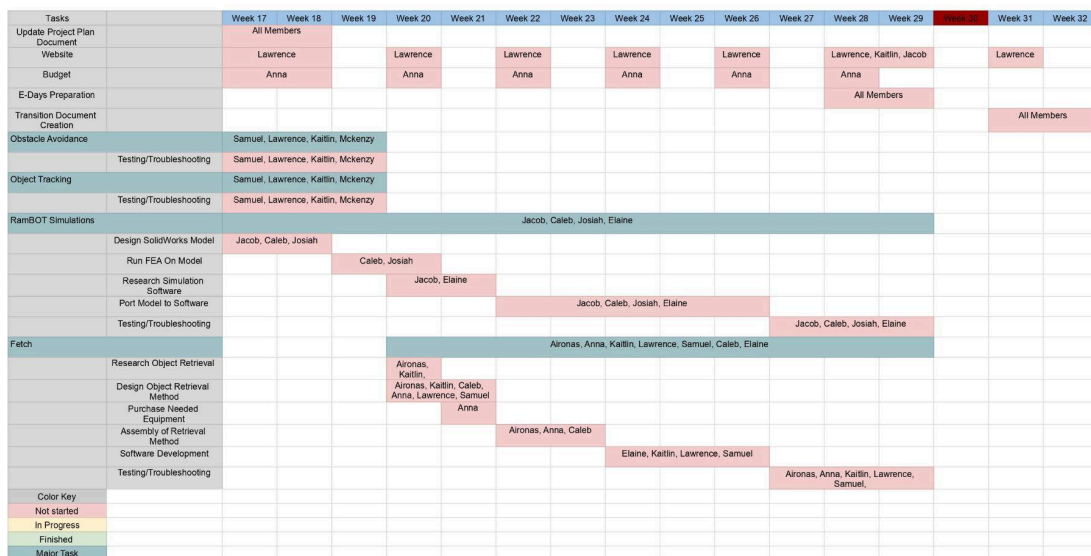 Tasks Week 17 Week 18 Week 19 Week 20 Week 21 Week 22 Week 23 Week 24 Week 25 Week 26 Week 27 Week 28 Week 29 Week 30 Week 31 Week 32
Update Project Plan Document All Members
Website Lawrence Lawrence Lawrence Lawrence Lawrence Lawrence, Kaitlin, Jacob Lawrence
Budget Anna Anna Anna Anna Anna Anna
E-Days Preparation All Members
Transition Document Creation All Members
Obstacle Avoidance Samuel, Lawrence, Kaitlin, Mckenzy
Testing/Troubleshooting Samuel, Lawrence, Kaitlin, Mckenzy
Object Tracking Samuel, Lawrence, Kaitlin, Mckenzy
Testing/Troubleshooting Samuel, Lawrence, Kaitlin, Mckenzy
RamBOT Simulations Jacob, Caleb, Josiah, Elaine
Design SolidWorks Model Jacob, Caleb, Josiah
Run FEA On Model Caleb, Josiah
Research Simulation Software Jacob, Elaine
Port Model to Software Jacob, Caleb, Josiah, Elaine
Testing/Troubleshooting Jacob, Caleb, Josiah, Elaine
Fetch Aironas, Anna, Kaitlin, Lawrence, Samuel, Caleb, Elaine
Research Object Retrieval Aironas, Kaitlin,
Design Object Retrieval Method Aironas, Kaitlin, Caleb, Anna, Lawrence, Samuel
Purchase Needed Equipment Anna
Assembly of Retrieval Method Aironas, Anna, Caleb
Software Development Elaine, Kaitlin, Lawrence, Samuel
Testing/Troubleshooting Aironas, Anna, Kaitlin, Lawrence, Samuel,
Color Key
Not started
In Progress
Finished
Major Task